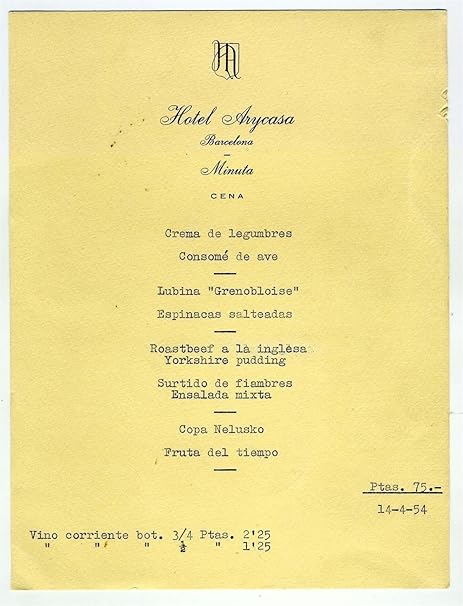 HA
Hotel Arycasa
Barcelona
Minuta
CENA
Crema de legumbres
Consomé de ave
Lubina "Grenobloise"
Espinacas salteadas
Roastbeef a la inglesa
Yorkshire pudding
Surtido de fiambres
Ensalada mixta
Copa Nelusko
Fruta del tiempo
Ptas. 75.-
14-4-54
Vino corriente bot. 3/4 Ptas. 2'25
" " " ½ " 1'25